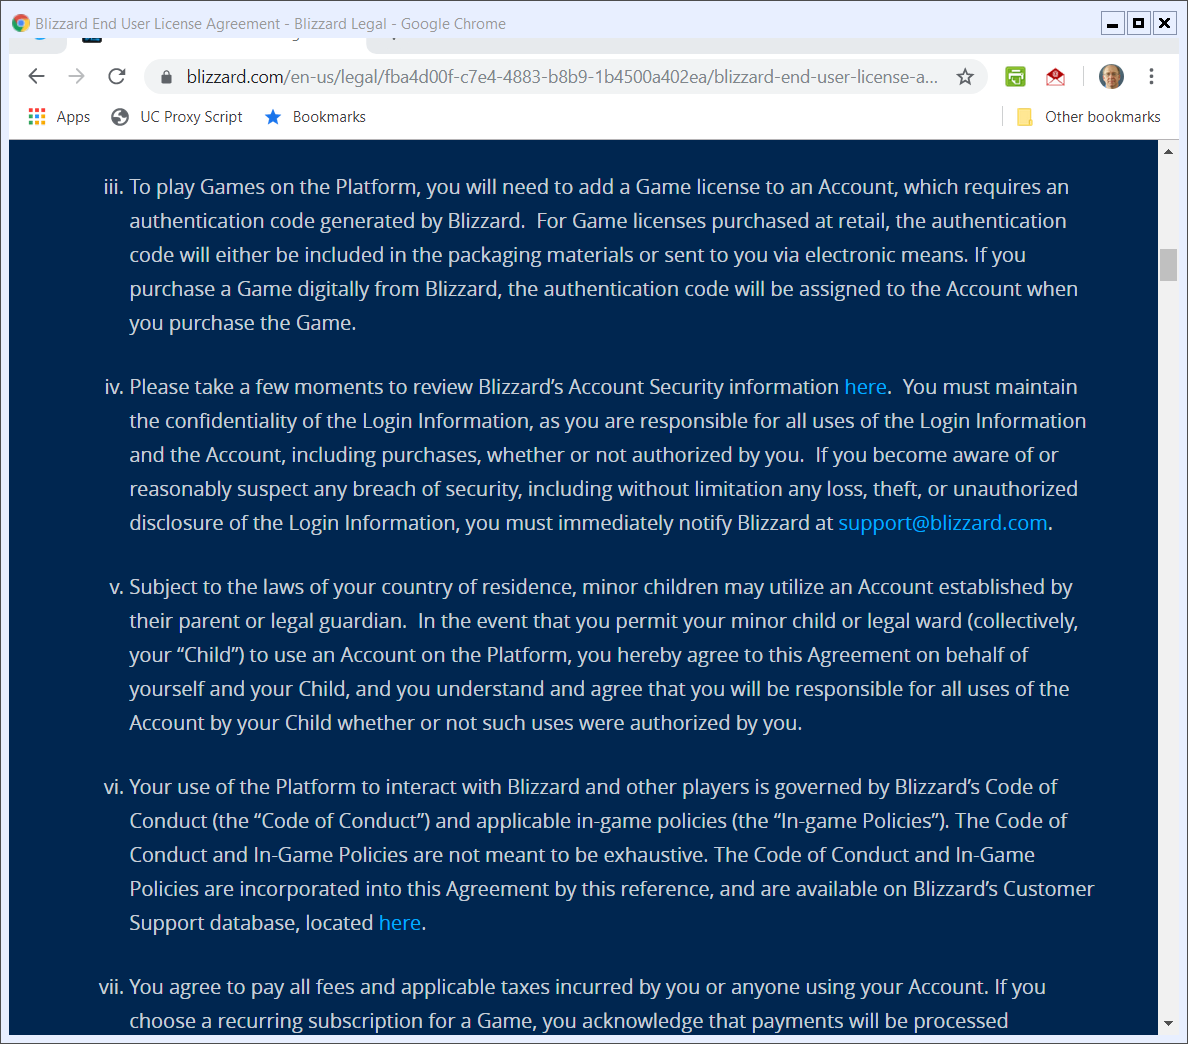 Blizzard End User License Agreement - Blizzard Legal - Google Chrome
blizzard.com/en-us/legal/fba4d00f-c7e4-4883-b8b9-1b4500a402ea/blizzard-end-user-license-a...
Apps UC Proxy Script Bookmarks Other bookmarks
iii. To play Games on the Platform, you will need to add a Game license to an Account, which requires an
authentication code generated by Blizzard.  For Game licenses purchased at retail, the authentication
code will either be included in the packaging materials or sent to you via electronic means. If you
purchase a Game digitally from Blizzard, the authentication code will be assigned to the Account when
you purchase the Game.
iv. Please take a few moments to review Blizzard’s Account Security information here.  You must maintain
the confidentiality of the Login Information, as you are responsible for all uses of the Login Information
and the Account, including purchases, whether or not authorized by you.  If you become aware of or
reasonably suspect any breach of security, including without limitation any loss, theft, or unauthorized
disclosure of the Login Information, you must immediately notify Blizzard at support@blizzard.com.
v. Subject to the laws of your country of residence, minor children may utilize an Account established by
their parent or legal guardian.  In the event that you permit your minor child or legal ward (collectively,
your “Child”) to use an Account on the Platform, you hereby agree to this Agreement on behalf of
yourself and your Child, and you understand and agree that you will be responsible for all uses of the
Account by your Child whether or not such uses were authorized by you.
vi. Your use of the Platform to interact with Blizzard and other players is governed by Blizzard’s Code of
Conduct (the “Code of Conduct”) and applicable in-game policies (the “In-game Policies”). The Code of
Conduct and In-Game Policies are not meant to be exhaustive. The Code of Conduct and In-Game
Policies are incorporated into this Agreement by this reference, and are available on Blizzard’s Customer
Support database, located here.
vii. You agree to pay all fees and applicable taxes incurred by you or anyone using your Account. If you
choose a recurring subscription for a Game, you acknowledge that payments will be processed